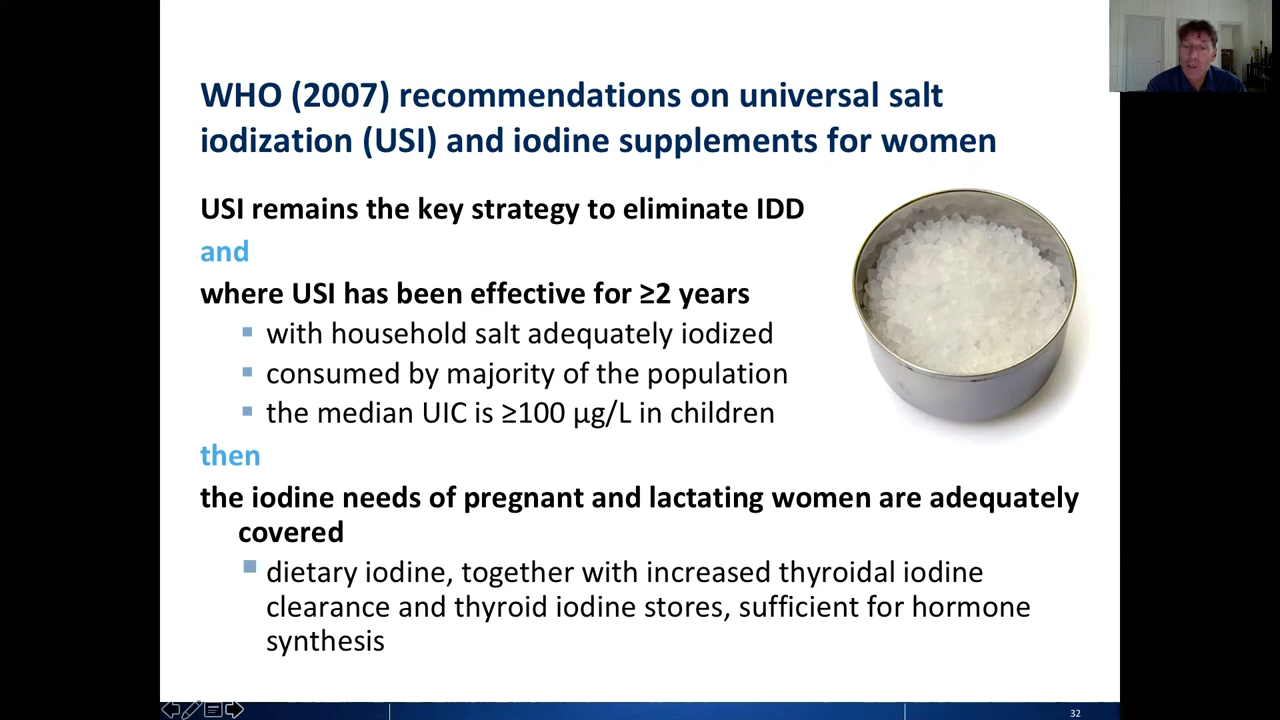 WHO (2007) recommendations on universal salt
iodization (USI) and iodine supplements for women
USI remains the key strategy to eliminate IDD
and
where USI has been effective for ≥2 years
▪ with household salt adequately iodized
▪ consumed by majority of the population
▪ the median UIC is ≥100 µg/L in children
then
the iodine needs of pregnant and lactating women are adequately
covered
▪ dietary iodine, together with increased thyroidal iodine
clearance and thyroid iodine stores, sufficient for hormone
synthesis
32